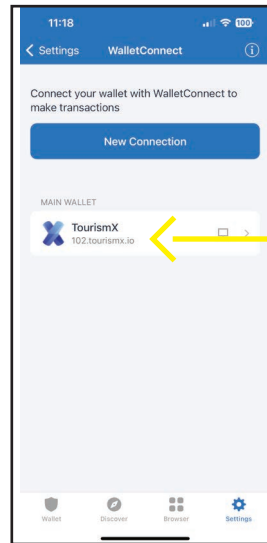 11:18
100
Settings
WalletConnect
Connect your wallet with WalletConnect to
make transactions
New Connection
MAIN WALLET
TourismX
102.tourismx.io
Wallet
Discover
Browser
Settings